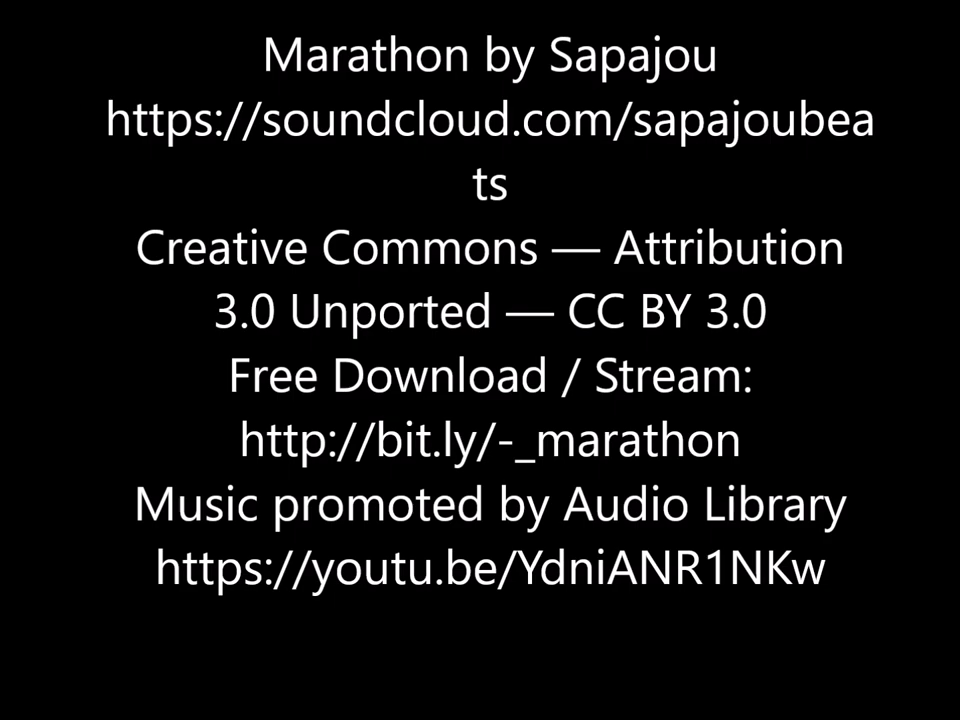 Marathon by Sapajou
https://soundcloud.com/sapajoubea
ts
Creative Commons — Attribution
3.0 Unported — CC BY 3.0
Free Download / Stream:
http://bit.ly/-_marathon
Music promoted by Audio Library
https://youtu.be/YdniANR1NKw